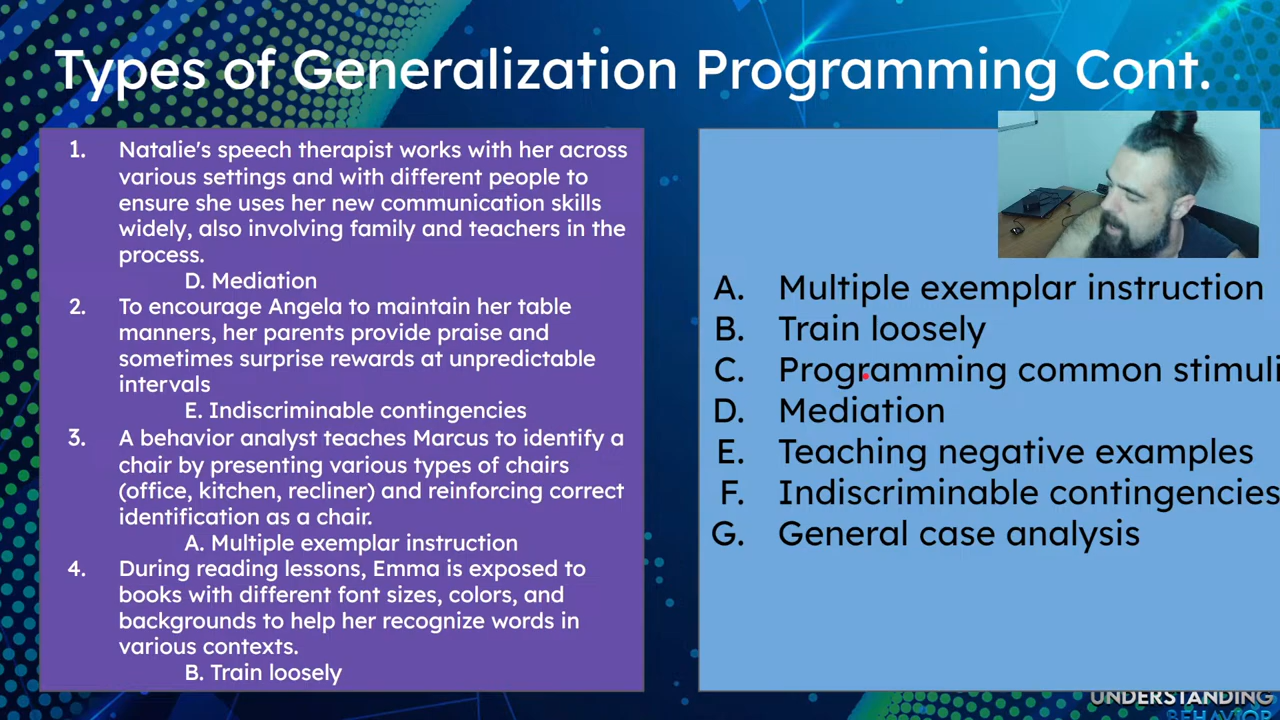 Types of Generalization Programming Cont.
1. Natalie's speech therapist works with her across
various settings and with different people to
ensure she uses her new communication skills
widely, also involving family and teachers in the
process.
D. Mediation
2. To encourage Angela to maintain her table
manners, her parents provide praise and
sometimes surprise rewards at unpredictable
intervals
E. Indiscriminable contingencies
3. A behavior analyst teaches Marcus to identify a
chair by presenting various types of chairs
(office, kitchen, recliner) and reinforcing correct
identification as a chair.
A. Multiple exemplar instruction
4. During reading lessons, Emma is exposed to
books with different font sizes, colors, and
backgrounds to help her recognize words in
various contexts.
B. Train loosely
A. Multiple exemplar instruction
B. Train loosely
C. Programming common stimuli
D. Mediation
E. Teaching negative examples
F. Indiscriminable contingencies
G. General case analysis
UNDERSTANDING
BEHAVIOR